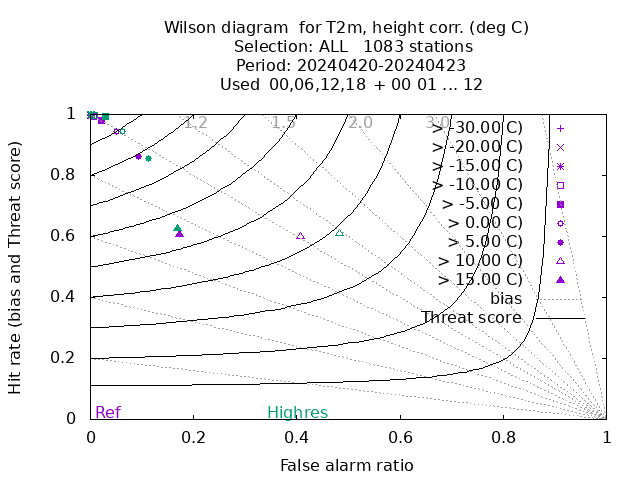 Wilson diagram  for T2m, height corr. (deg C)
Selection: ALL   1083 stations
Period: 20240420-20240423
Used  00,06,12,18  + 00 01 ... 12
1.2 1.5 2.0 3.0
> -30.00 C)
> -20.00 C)
> -15.00 C)
> -10.00 C)
> -5.00 C)
> 0.00 C)
> 5.00 C)
> 10.00 C)
> 15.00 C)
bias
Threat score
1
0.8
0.6
0.4
0.2
0
Hit rate (bias and Threat score)
Ref Highres
0 0.2 0.4 0.6 0.8 1
False alarm ratio